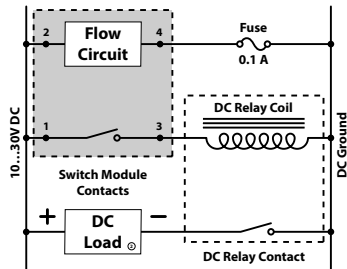 2
Flow
Circuit
4
Fuse
0.1 A
DC Relay Coil
1
3
10...30V DC
DC Ground
Switch Module
Contacts
+
DC
Load ②
−
DC Relay Contact